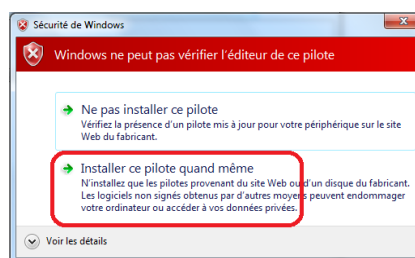 Sécurité de Windows
Windows ne peut pas vérifier l'éditeur de ce pilote
Ne pas installer ce pilote
Vérifiez la présence d'un pilote mis à jour pour votre périphérique sur le site
Web du fabricant.
Installer ce pilote quand même
N'installez que les pilotes provenant du site Web ou d'un disque du fabricant.
Les logiciels non signés obtenus par d'autres moyens peuvent endommager
votre ordinateur ou accéder à vos données privées.
Voir les détails